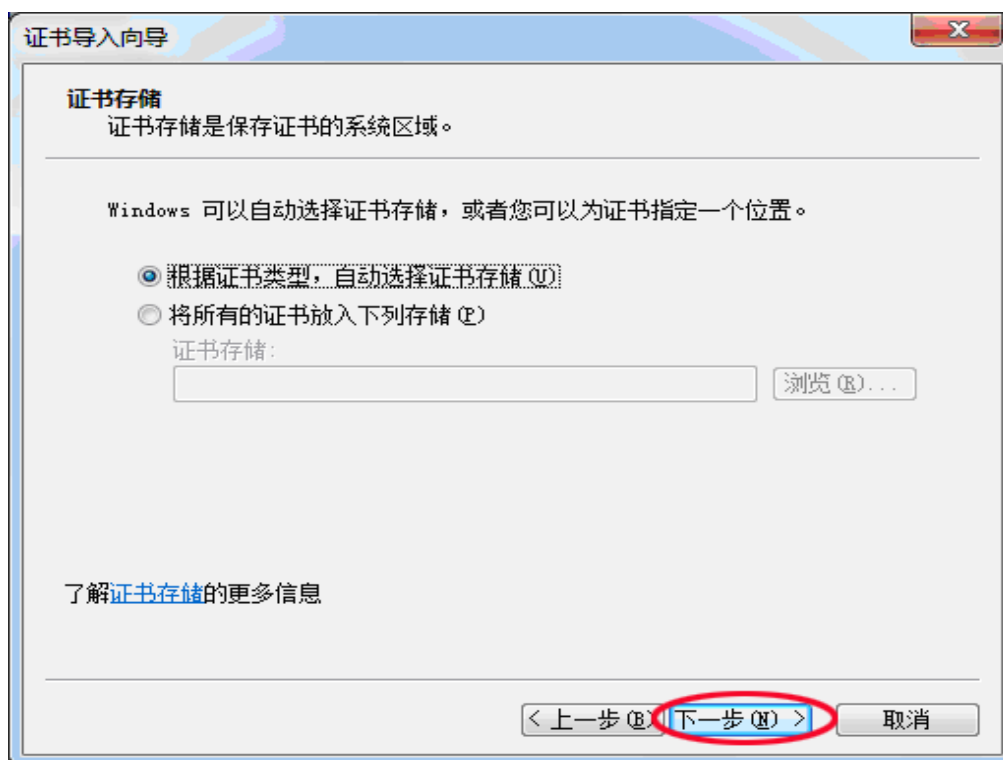 证书导入向导
证书存储
证书存储是保存证书的系统区域。
Windows 可以自动选择证书存储，或者您可以为证书指定一个位置。
根据证书类型，自动选择证书存储(U)
将所有的证书放入下列存储(P)
证书存储:
浏览(R)...
了解证书存储的更多信息
< 上一步(B) 下一步(N) > 取消